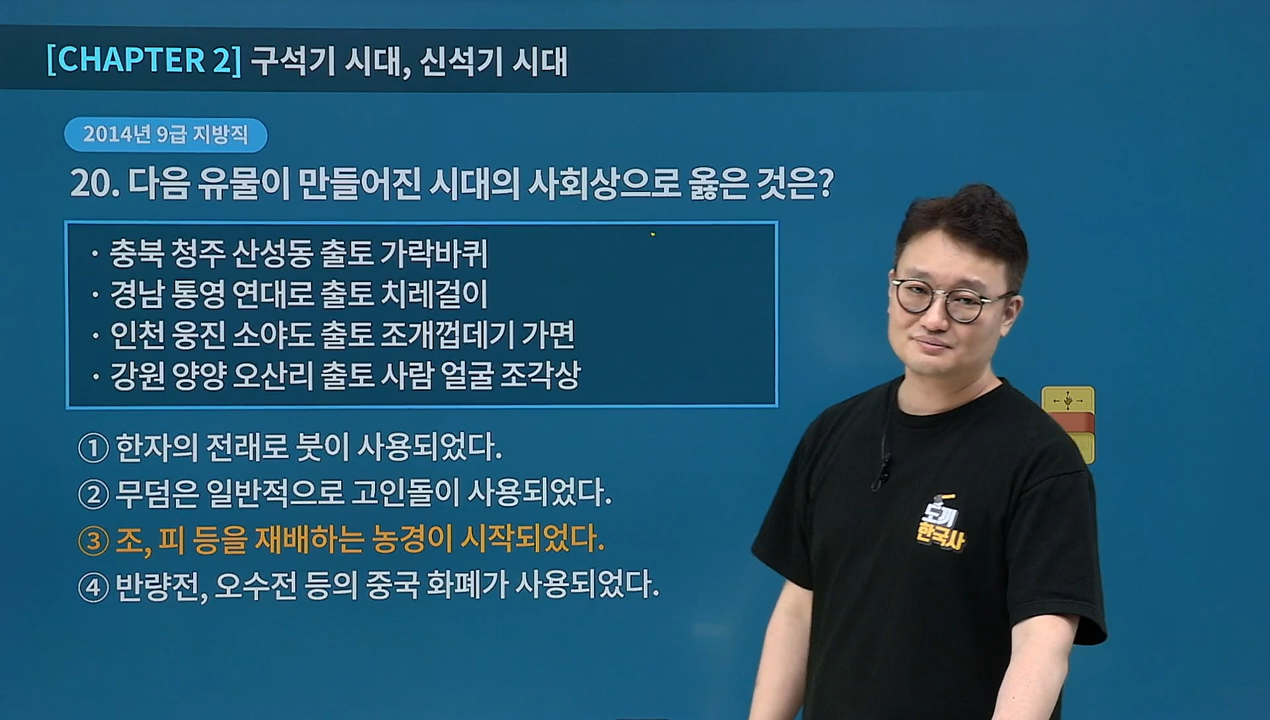 [CHAPTER 2] 구석기 시대, 신석기 시대
2014년 9급 지방직
20. 다음 유물이 만들어진 시대의 사회상으로 옳은 것은?
· 충북 청주 산성동 출토 가락바퀴
· 경남 통영 연대로 출토 치레걸이
· 인천 웅진 소야도 출토 조개껍데기 가면
· 강원 양양 오산리 출토 사람 얼굴 조각상
① 한자의 전래로 붓이 사용되었다.
② 무덤은 일반적으로 고인돌이 사용되었다.
③ 조, 피 등을 재배하는 농경이 시작되었다.
④ 반량전, 오수전 등의 중국 화폐가 사용되었다.
도끼
한국사